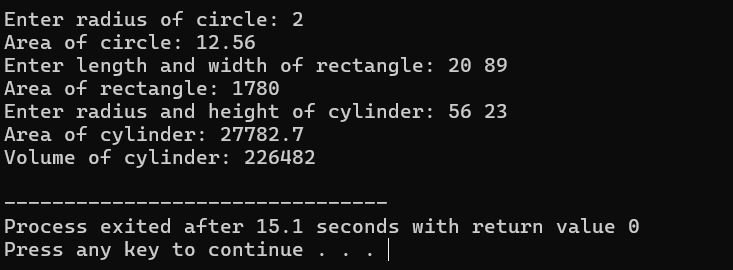 Enter radius of circle: 2
Area of circle: 12.56
Enter length and width of rectangle: 20 89
Area of rectangle: 1780
Enter radius and height of cylinder: 56 23
Area of cylinder: 27782.7
Volume of cylinder: 226482
--------------------------------
Process exited after 15.1 seconds with return value 0
Press any key to continue . . .